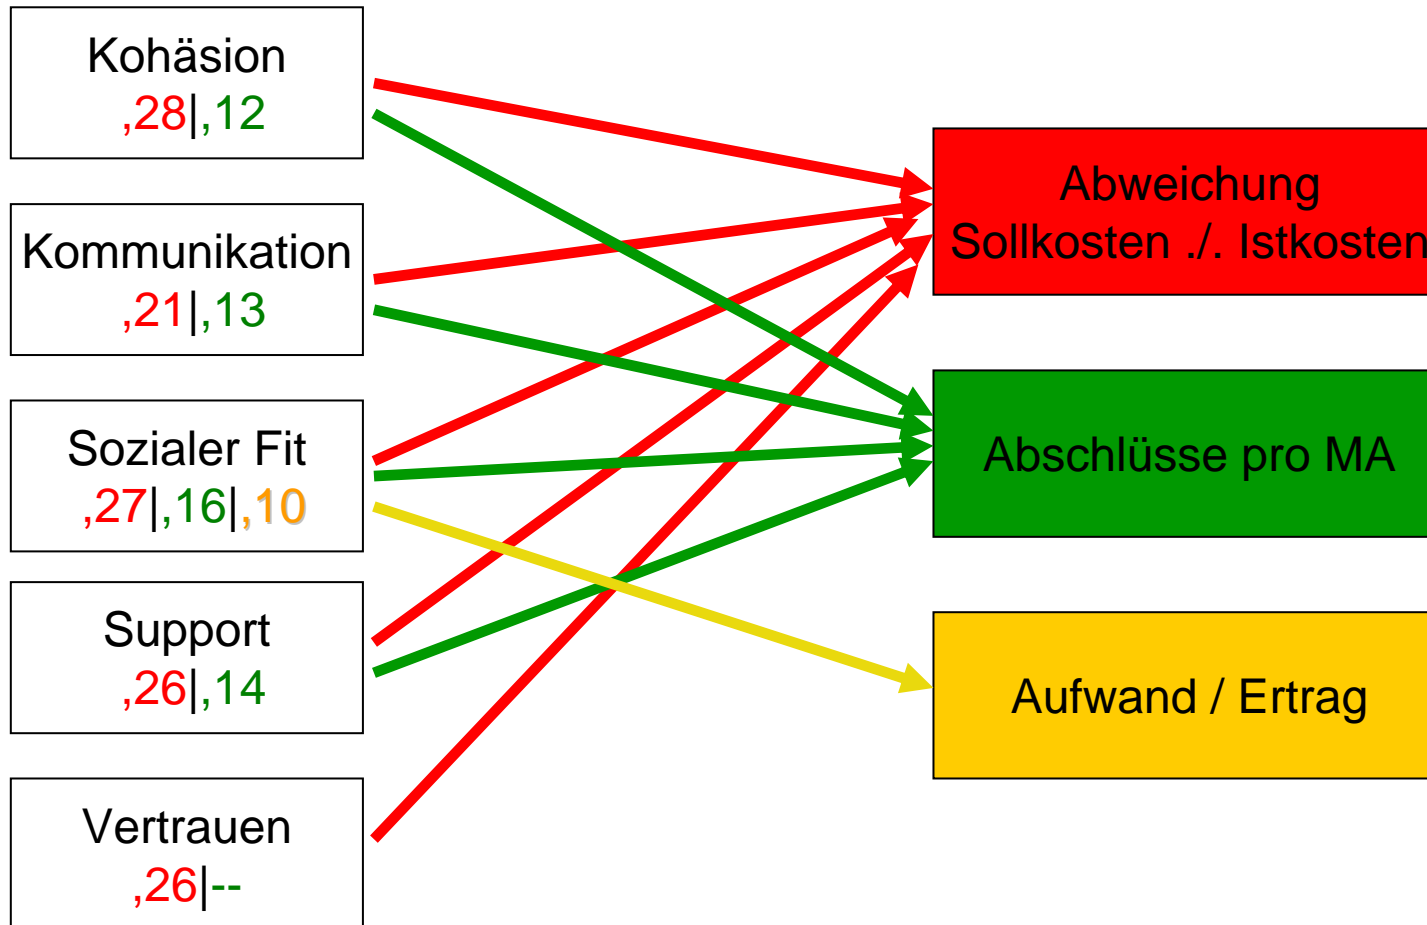 Kohäsion
,28|,12
Kommunikation
,21|,13
Sozialer Fit
,27|,16|,10
Support
,26|,14
Vertrauen
,26|--
Abweichung
Sollkosten ./. Istkosten
Abschlüsse pro MA
Aufwand / Ertrag